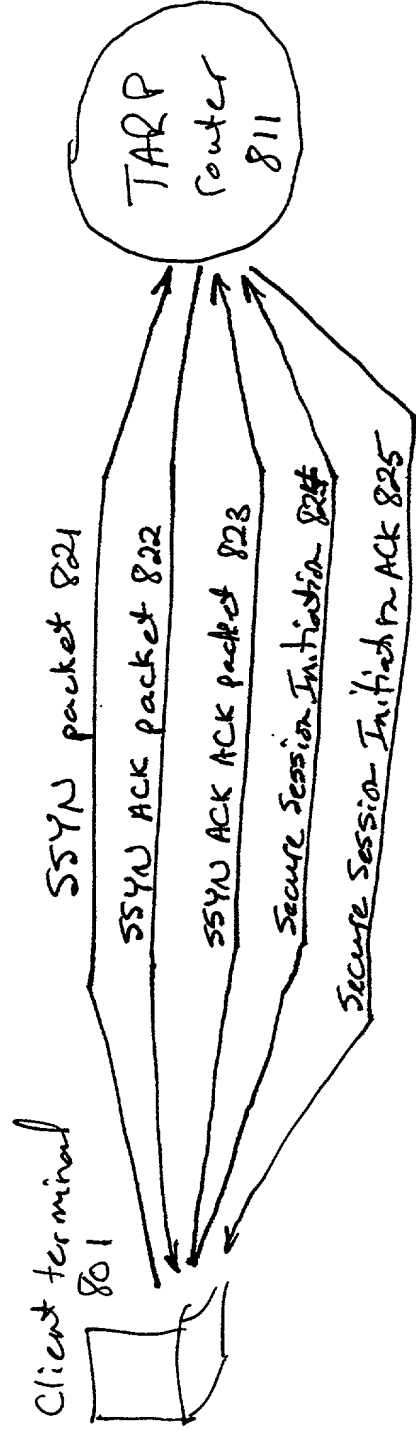 Client terminal
801
SSYN packet 821
SSYN ACK packet 822
SSYN ACK ACK packet 823
Secure Session Initiation 824
Secure Session Initiation ACK 825
TARP
router
811